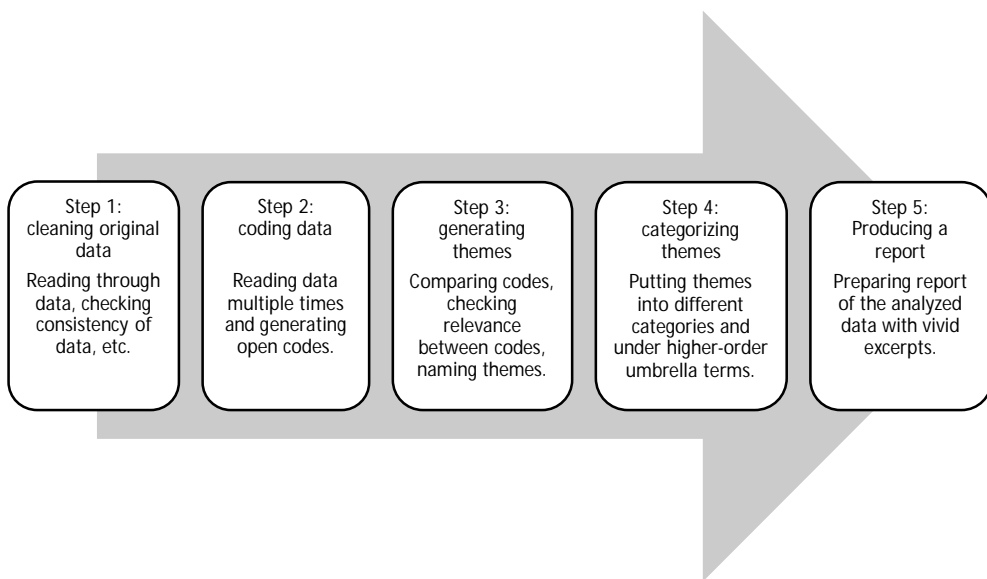 Step 1:
cleaning original
data
Reading through
data, checking
consistency of
data, etc.
Step 2:
coding data
Reading data
multiple times
and generating
open codes.
Step 3:
generating
themes
Comparing codes,
checking
relevance
between codes,
naming themes.
Step 4:
categorizing
themes
Putting themes
into different
categories and
under higher-order
umbrella terms.
Step 5:
Producing a
report
Preparing report
of the analyzed
data with vivid
excerpts.